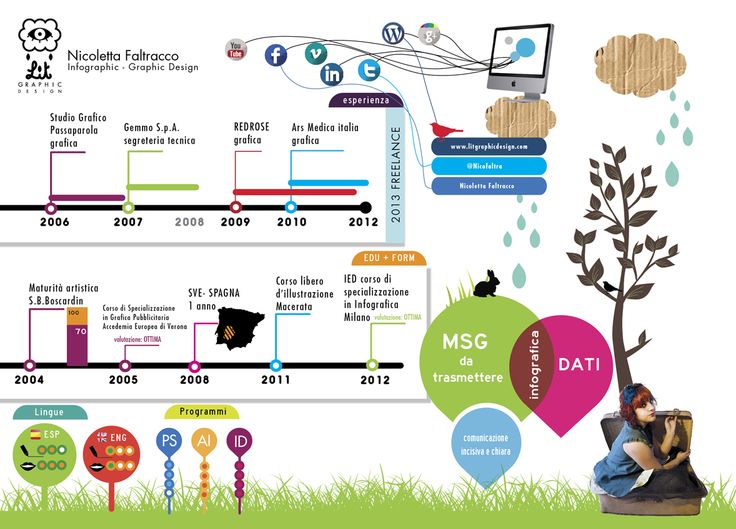 Lit
GRAPHIC
DESIGN
Nicoletta Faltracco
Infographic - Graphic Design
You
Tube
f
v
in
t
W
g+
esperienza
Studio Grafico
Passaparola
grafica
Gemmo S.p.A.
segreteria tecnica
REDROSE
grafica
Ars Medica italia
grafica
2006
2007
2008
2009
2010
2012
2013 FREELANCE
www.litgraphicdesign.com
@Nicofaltra
Nicoletta Faltracco
EDU + FORM
Maturità artistica
S.B.Boscardin
100
70
Corso di Specializzazione
in Grafica Pubblicitaria
Accedemia Europea di Verona
valutazione: OTTIMA
SVE- SPAGNA
1 anno
Corso libero
d'illustrazione
Macerata
IED corso di
specializzazione
in Infografica
Milano
valutazione: OTTIMA
2004
2005
2008
2011
2012
MSG
da
trasmettere
infografica
DATI
comunicazione
incisiva e chiara
Lingue
ESP
ENG
Programmi
PS
AI
ID